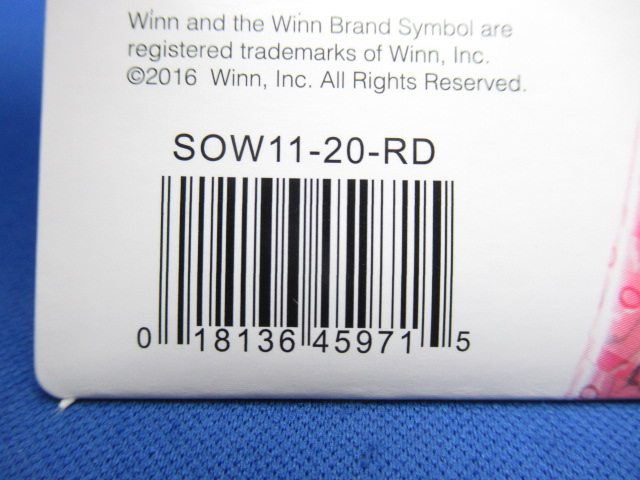 Winn and the Winn Brand Symbol are
registered trademarks of Winn, Inc.
©2016 Winn, Inc. All Rights Reserved.
SOW11-20-RD
0 18136 45971 5